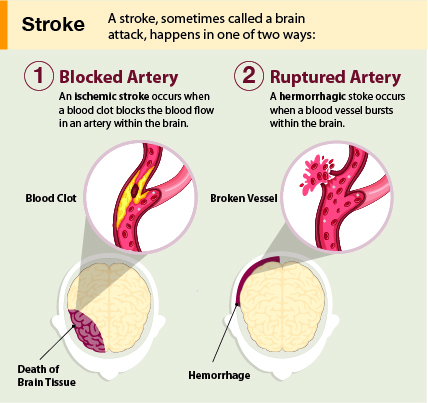 Stroke
A stroke, sometimes called a brain
attack, happens in one of two ways:
1 Blocked Artery
An ischemic stroke occurs when
a blood clot blocks the blood flow
in an artery within the brain.
2 Ruptured Artery
A hemorrhagic stoke occurs
when a blood vessel bursts
within the brain.
Blood Clot
Broken Vessel
Death of
Brain Tissue
Hemorrhage